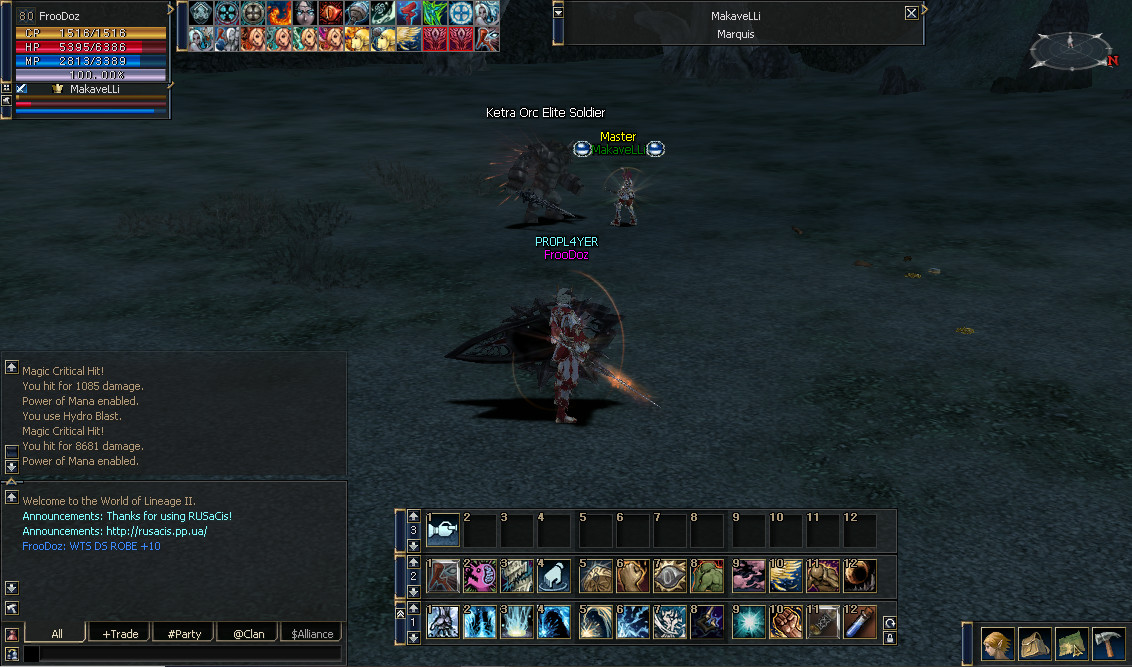 80 FrooDoz
CP 1516/1516
HP 5395/6386
MP 2813/3389
100.00%
MakaveLLi
MakaveLLi
Marquis
N
Ketra Orc Elite Soldier
Master
MakaveLLi
PR0PL4YER
FrooDoz
Magic Critical Hit!
You hit for 1085 damage.
Power of Mana enabled.
You use Hydro Blast.
Magic Critical Hit!
You hit for 8681 damage.
Power of Mana enabled.
Welcome to the World of Lineage II.
Announcements: Thanks for using RUSaCis!
Announcements: http://rusacis.pp.ua/
FrooDoz: WTS DS ROBE +10
All +Trade #Party @Clan $Alliance
3 1 2 3 4 5 6 7 8 9 10 11 12
2 1 2 3 4 5 6 7 8 9 10 11 12
1 1 2 3 4 5 6 7 8 9 10 11 12